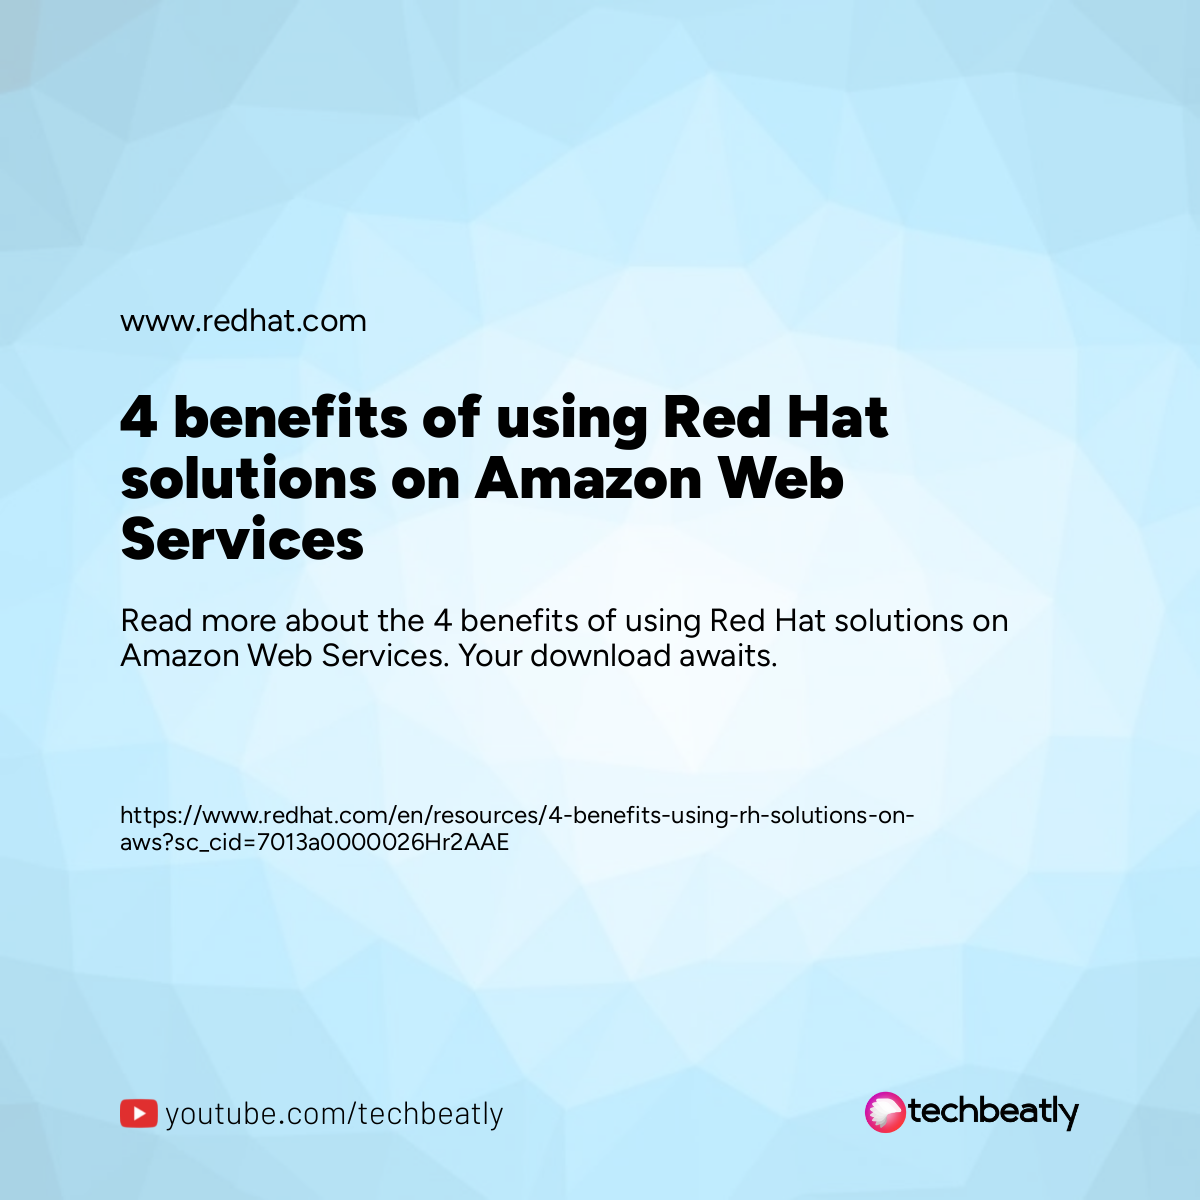 www.redhat.com
4 benefits of using Red Hat
solutions on Amazon Web
Services
Read more about the 4 benefits of using Red Hat solutions on
Amazon Web Services. Your download awaits.
https://www.redhat.com/en/resources/4-benefits-using-rh-solutions-on-
aws?sc_cid=7013a0000026Hr2AAE
youtube.com/techbeatly
techbeatly